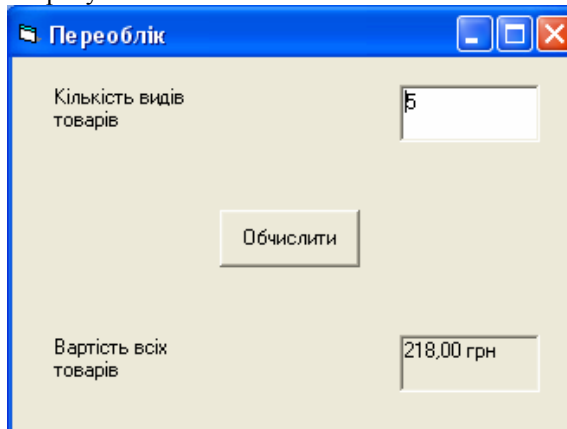 Переоблік
Кількість видів
товарів
5
Обчислити
Вартість всіх
товарів
218,00 грн